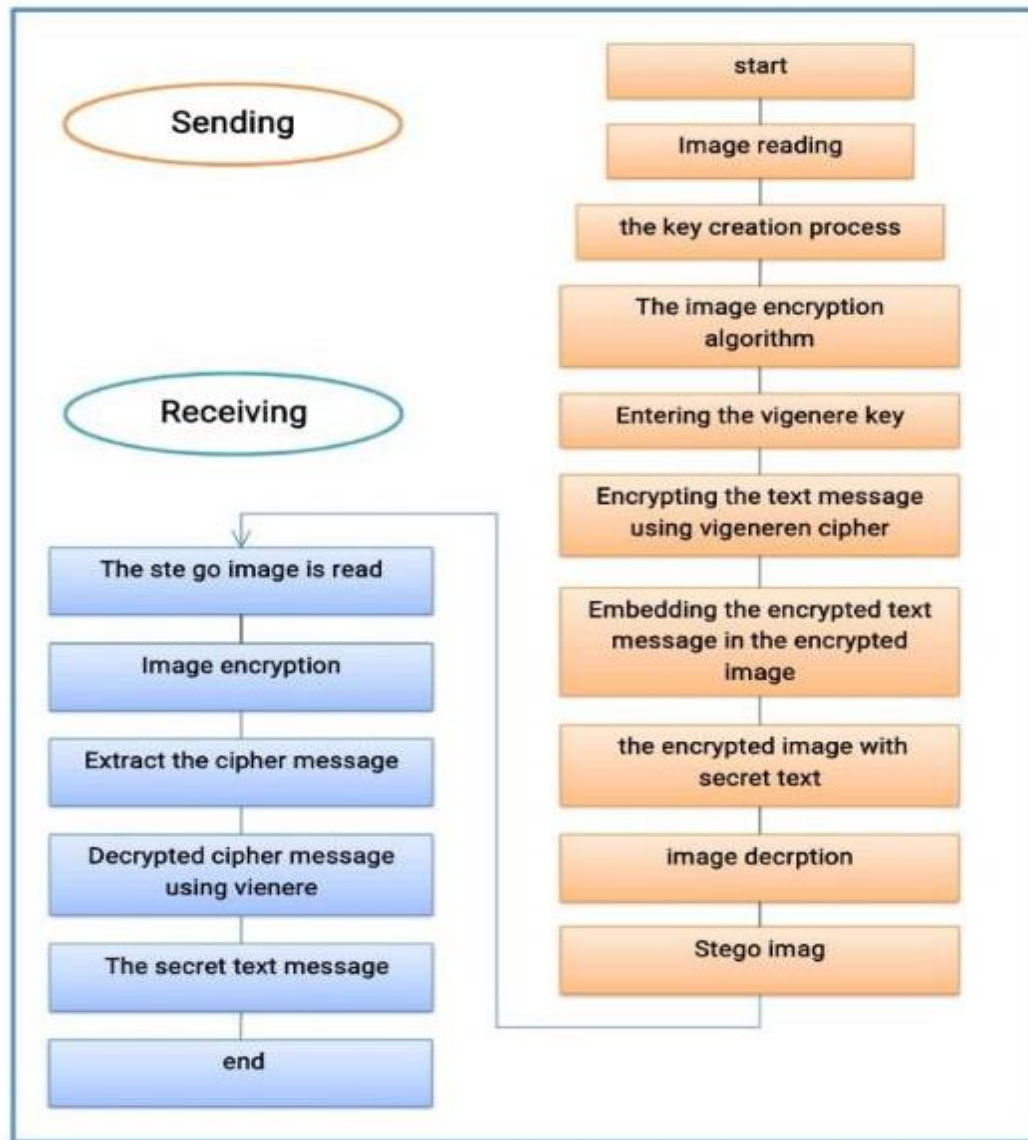 Sending
start
Image reading
the key creation process
The image encryption
algorithm
Entering the vigenere key
Encrypting the text message
using vigeneren cipher
Embedding the encrypted text
message in the encrypted
image
the encrypted image with
secret text
image decrption
Stego imag
Receiving
The ste go image is read
Image encryption
Extract the cipher message
Decrypted cipher message
using vienere
The secret text message
end